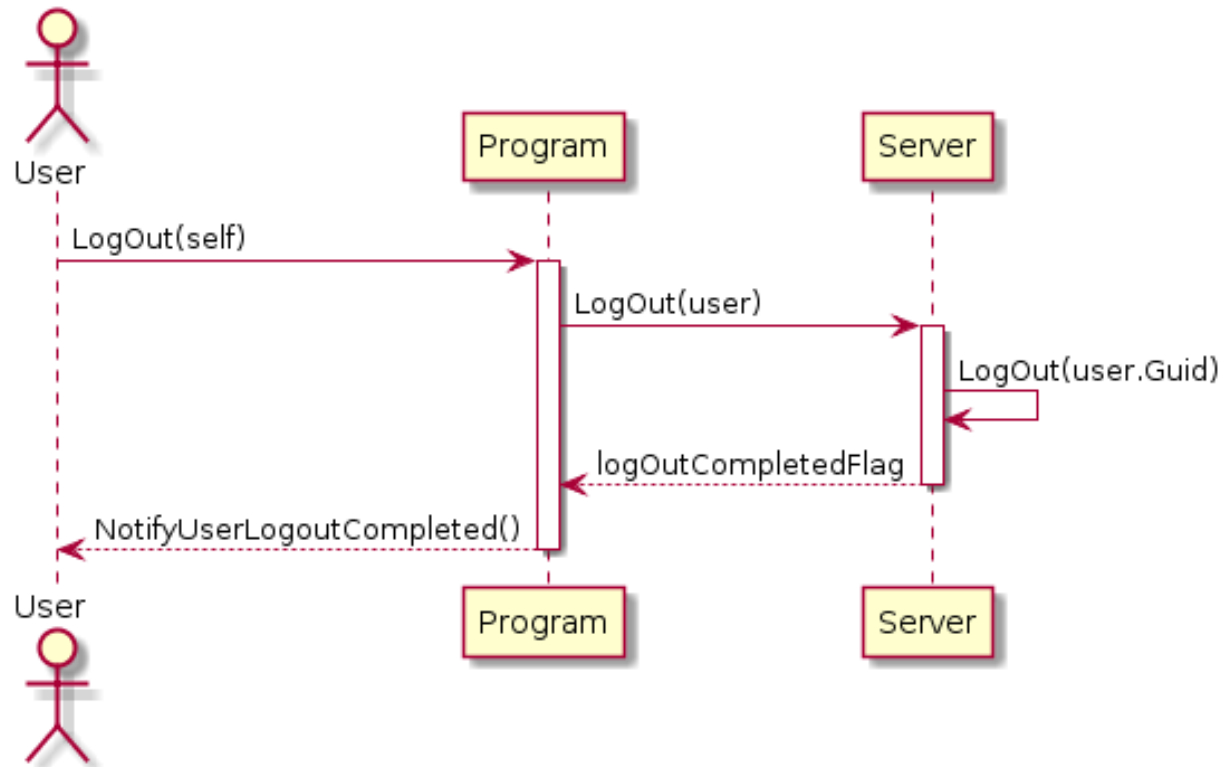 User
Program
Server
LogOut(self)
LogOut(user)
LogOut(user.Guid)
logOutCompletedFlag
NotifyUserLogoutCompleted()
User
Program
Server